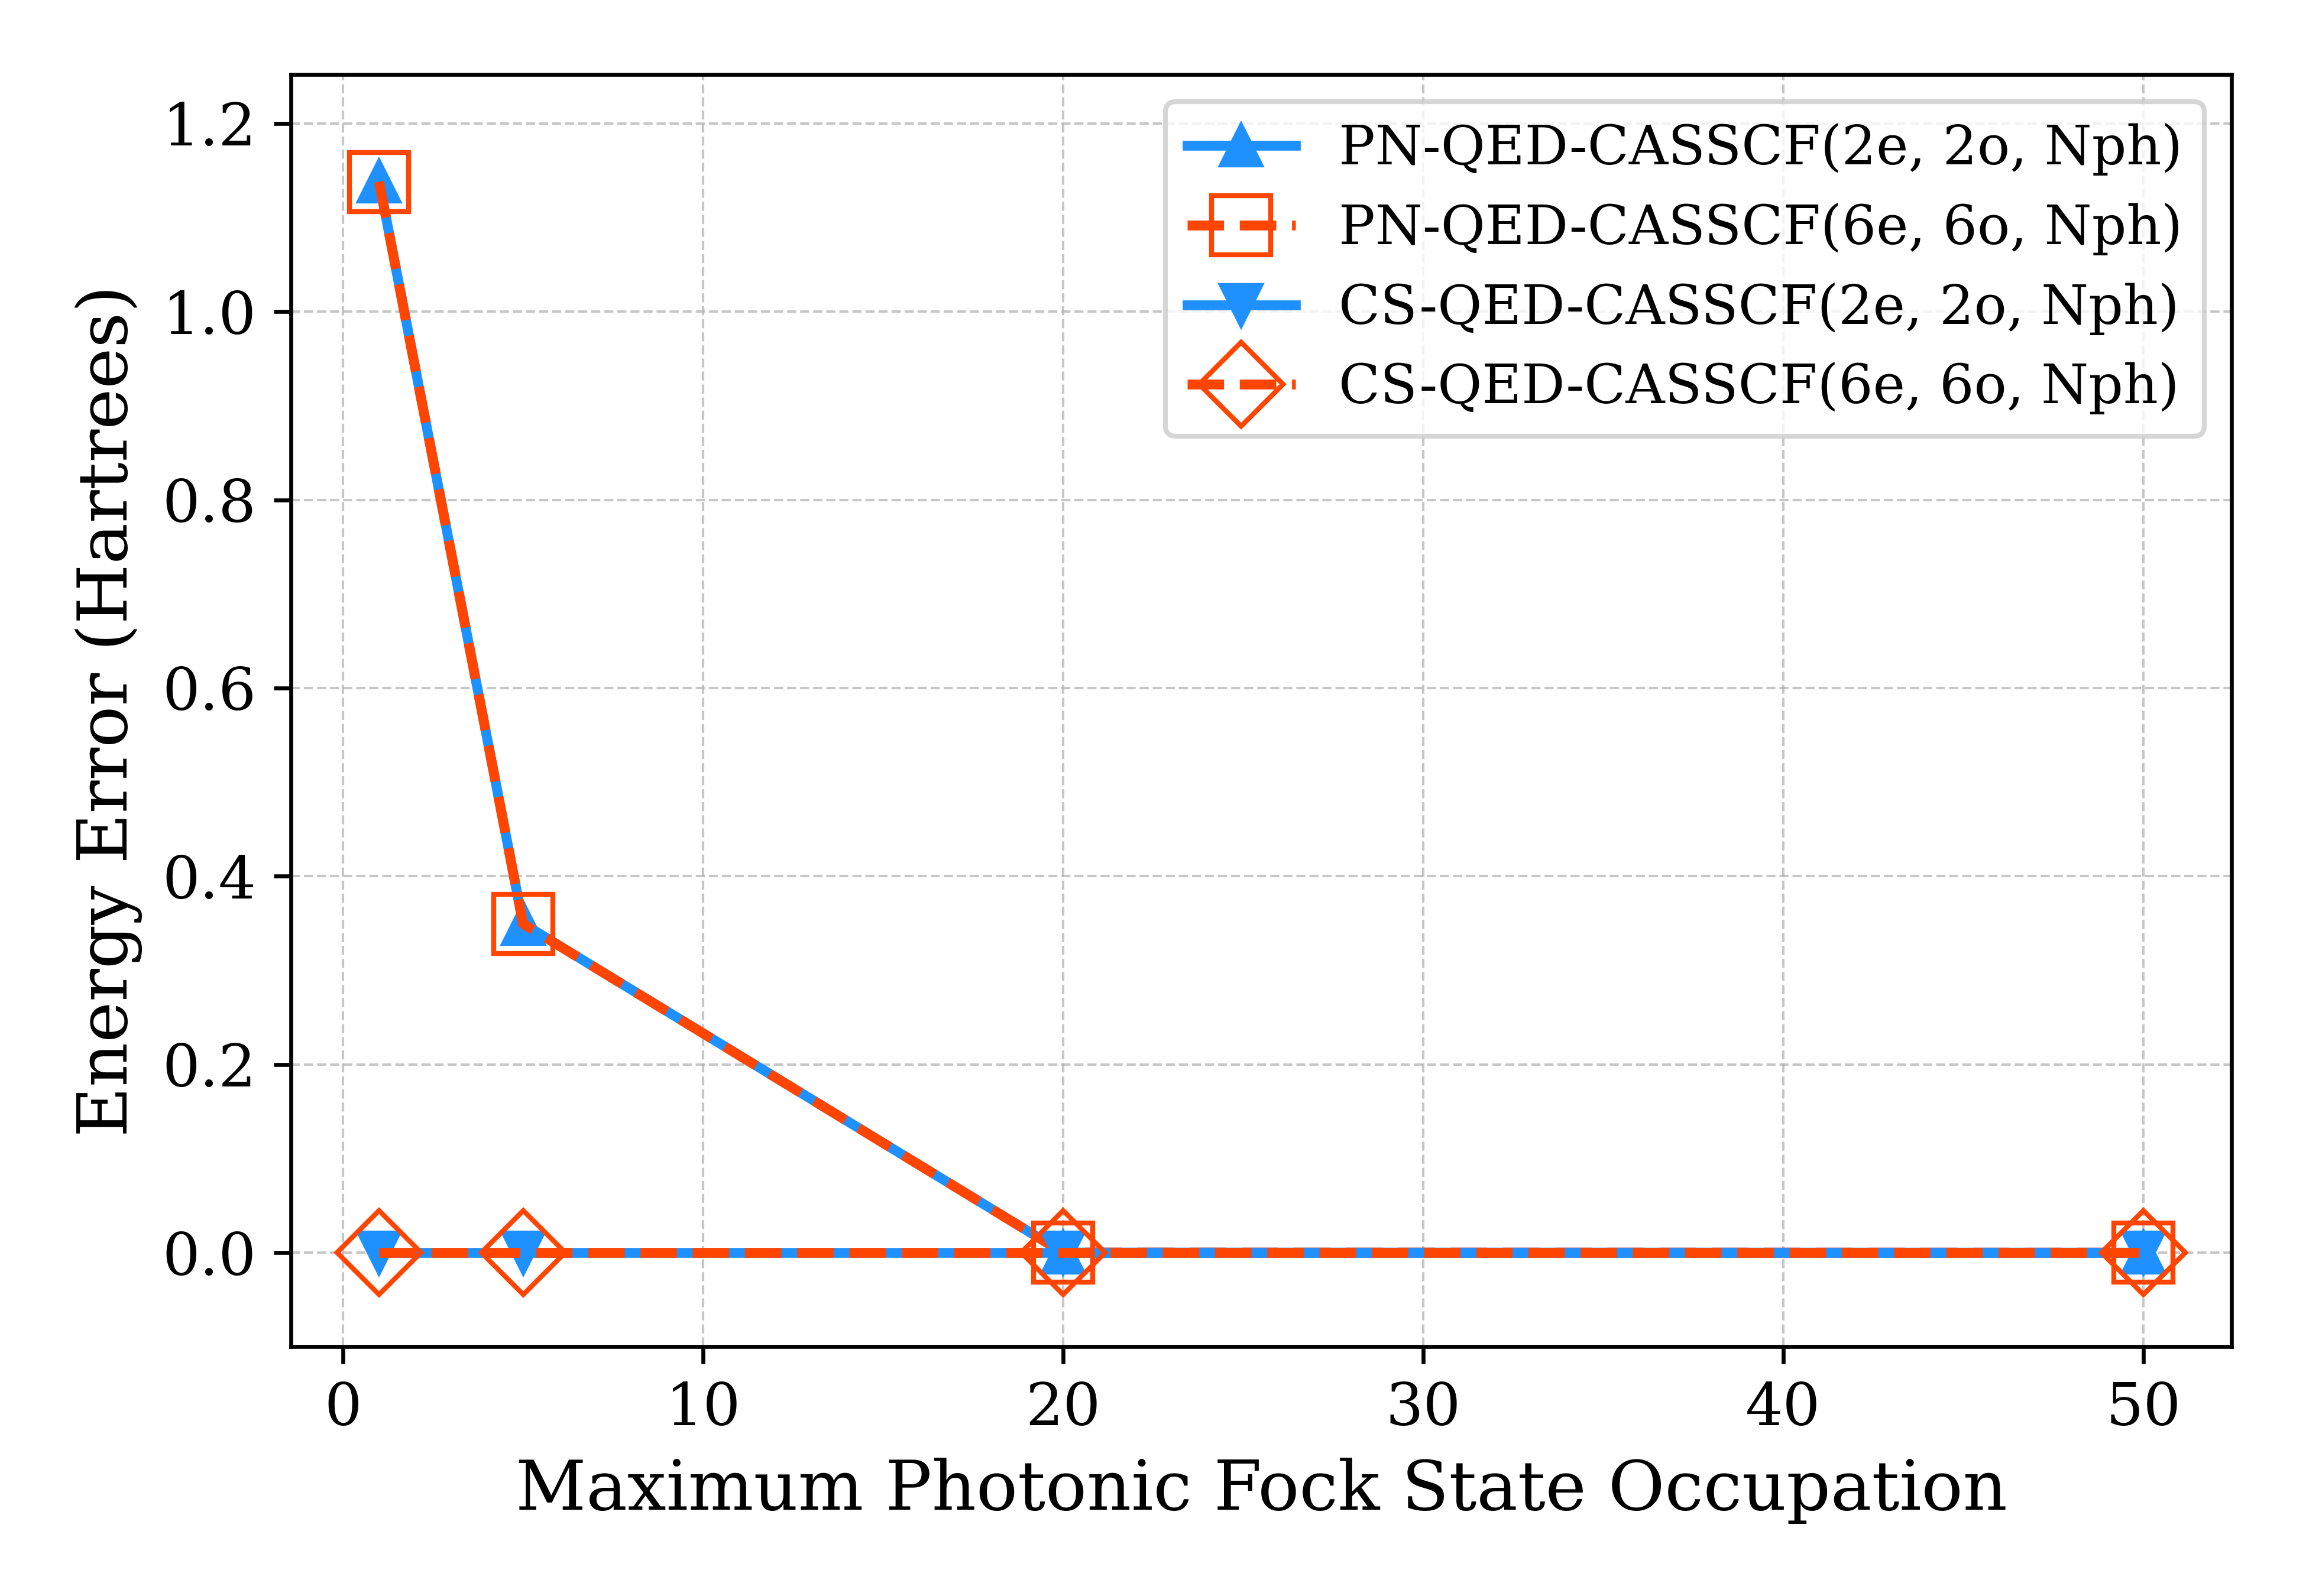 PN-QED-CASSCF(2e, 2o, Nph)
PN-QED-CASSCF(6e, 6o, Nph)
CS-QED-CASSCF(2e, 2o, Nph)
CS-QED-CASSCF(6e, 6o, Nph)
Energy Error (Hartrees)
1.2
1.0
0.8
0.6
0.4
0.2
0.0
0 10 20 30 40 50
Maximum Photonic Fock State Occupation